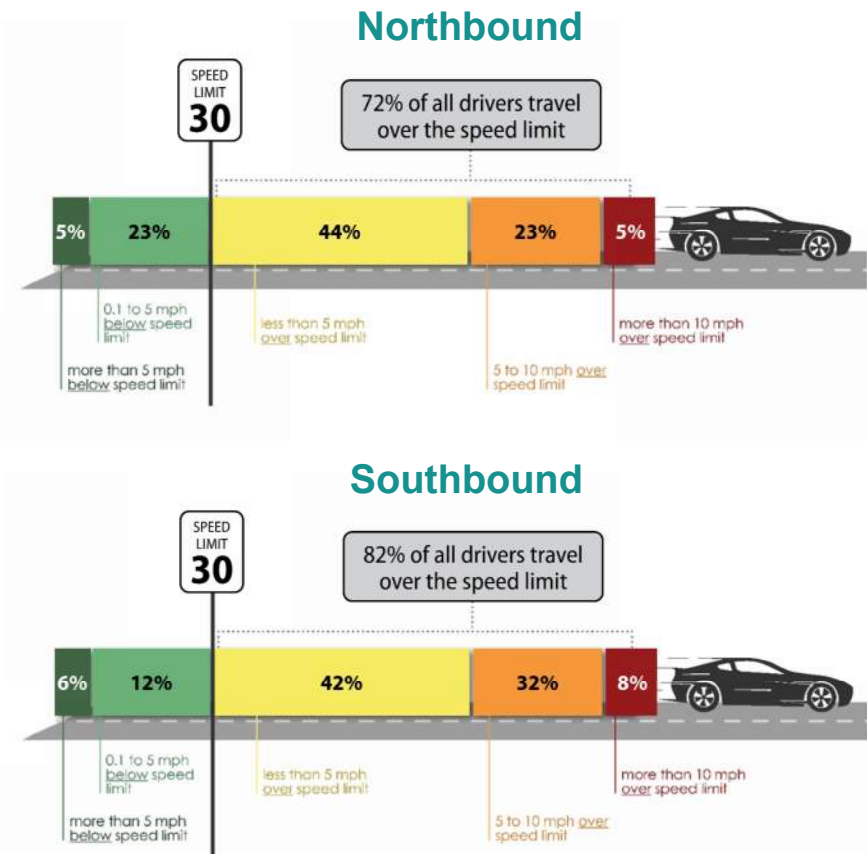 Northbound
SPEED
LIMIT
30
72% of all drivers travel
over the speed limit
5%
23%
44%
23%
5%
0.1 to 5 mph
below speed
limit
less than 5 mph
over speed limit
more than 10 mph
over speed limit
more than 5 mph
below speed limit
5 to 10 mph over
speed limit
Southbound
SPEED
LIMIT
30
82% of all drivers travel
over the speed limit
6%
12%
42%
32%
8%
0.1 to 5 mph
below speed
limit
less than 5 mph
over speed limit
more than 10 mph
over speed limit
more than 5 mph
below speed limit
5 to 10 mph over
speed limit